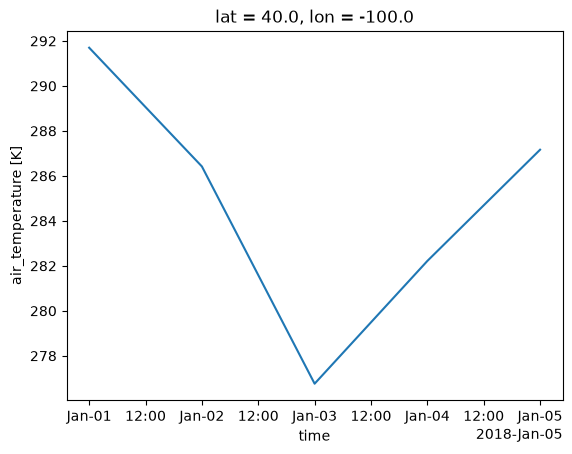 lat = 40.0, lon = -100.0
292
290
288
286
284
282
280
278
air_temperature [K]
Jan-01 12:00 Jan-02 12:00 Jan-03 12:00 Jan-04 12:00 Jan-05
time
2018-Jan-05